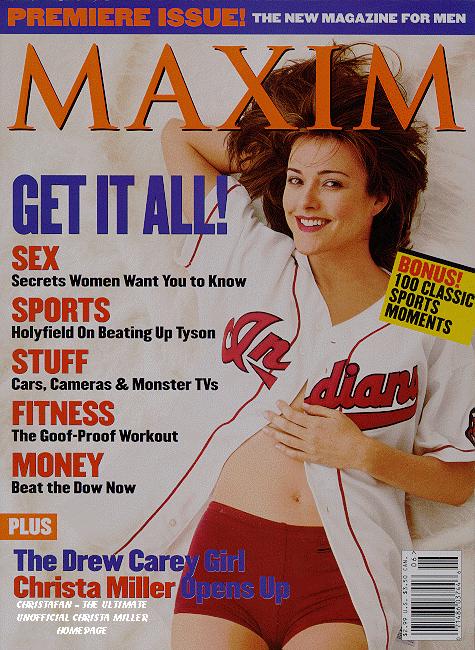 PREMIERE ISSUE! THE NEW MAGAZINE FOR MEN
MAXIM
GET IT ALL!
SEX
Secrets Women Want You to Know
SPORTS
Holyfield On Beating Up Tyson
STUFF
Cars, Cameras & Monster TVs
FITNESS
The Goof-Proof Workout
MONEY
Beat the Dow Now
BONUS!
100 CLASSIC
SPORTS
MOMENTS
Indians
PLUS
The Drew Carey Girl
Christa Miller Opens Up
CHRISTAFAN - THE ULTIMATE
UNOFFICIAL CHRISTA MILLER
HOMEPAGE